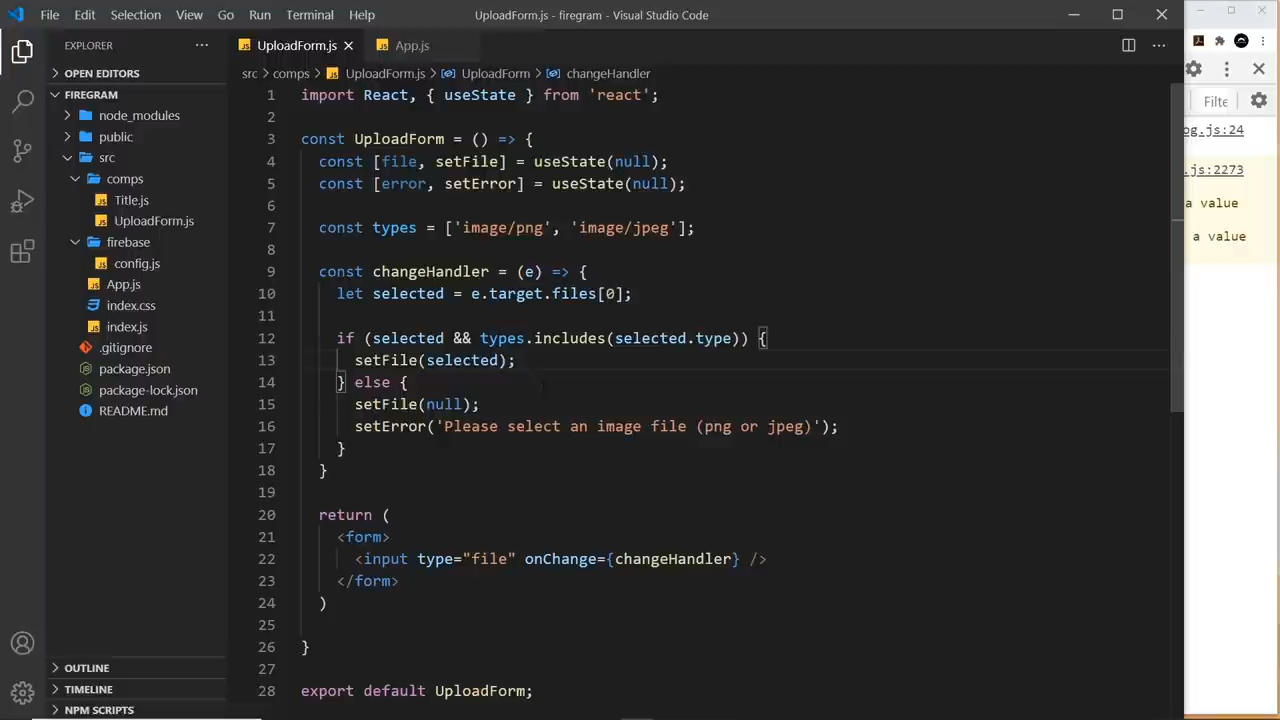 File Edit Selection View Go Run Terminal Help UploadForm.js - firegram - Visual Studio Code
EXPLORER
OPEN EDITORS
FIREGRAM
node_modules
public
src
comps
Title.js
UploadForm.js
firebase
config.js
App.js
index.css
index.js
.gitignore
package.json
package-lock.json
README.md
OUTLINE
TIMELINE
NPM SCRIPTS
UploadForm.js App.js
src > comps > UploadForm.js > UploadForm > changeHandler
1 import React, { useState } from 'react';
2
3 const UploadForm = () => {
4 const [file, setFile] = useState(null);
5 const [error, setError] = useState(null);
6
7 const types = ['image/png', 'image/jpeg'];
8
9 const changeHandler = (e) => {
10 let selected = e.target.files[0];
11
12 if (selected && types.includes(selected.type)) {
13 setFile(selected);
14 } else {
15 setFile(null);
16 setError('Please select an image file (png or jpeg)');
17 }
18 }
19
20 return (
21 <form>
22 <input type="file" onChange={changeHandler} />
23 </form>
24 )
25
26 }
27
28 export default UploadForm;
Filte
og.js:24
.js:2273
a value
a value